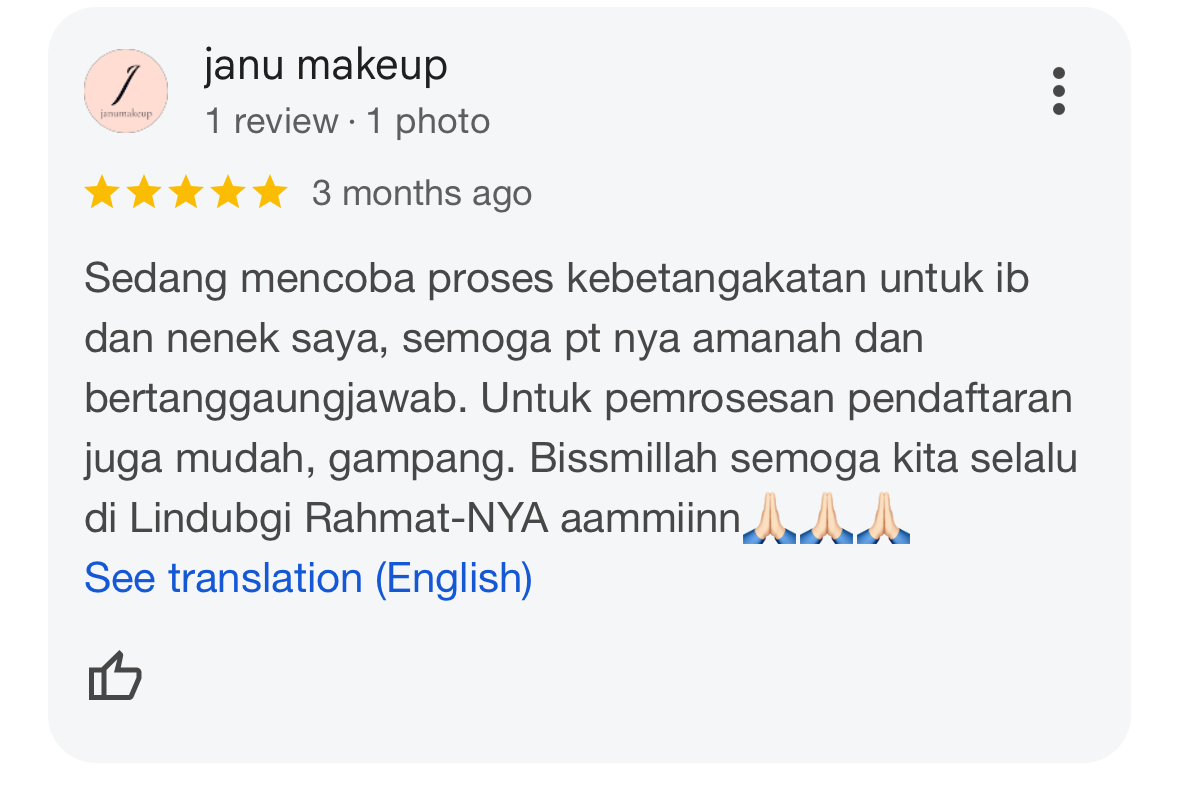 janu makeup
1 review · 1 photo
J
janumakeup
3 months ago
Sedang mencoba proses kebetangakatan untuk ib
dan nenek saya, semoga pt nya amanah dan
bertanggaungjawab. Untuk pemrosesan pendaftaran
juga mudah, gampang. Bissmillah semoga kita selalu
di Lindubgi Rahmat-NYA aammiinn🙏🏻🙏🏻🙏🏻
See translation (English)